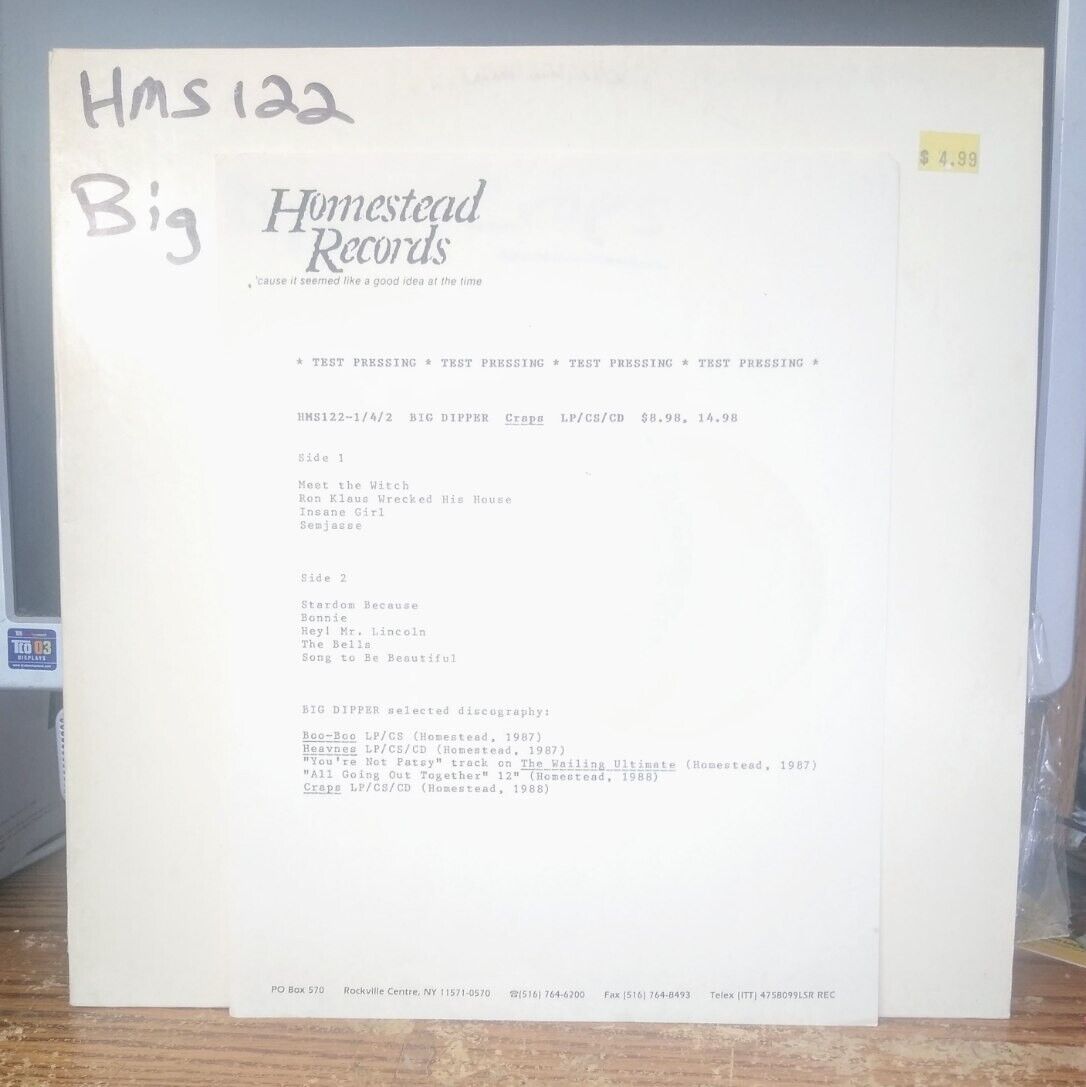 HMS 122
Big
$ 4.99
Homestead
Records
'cause it seemed like a good idea at the time
* TEST PRESSING * TEST PRESSING * TEST PRESSING * TEST PRESSING *
HMS122-1/4/2 BIG DIPPER Craps LP/CS/CD $8.98, 14.98
Side 1
Meet the Witch
Ron Klaus Wrecked His House
Insane Girl
Semjasse
Side 2
Stardom Because
Bonnie
Hey! Mr. Lincoln
The Bells
Song to Be Beautiful
BIG DIPPER selected discography:
Boo-Boo LP/CS (Homestead, 1987)
Heavnes LP/CS/CD (Homestead, 1987)
"You're Not Patsy" track on The Wailing Ultimate (Homestead, 1987)
"All Going Out Together" 12" (Homestead, 1988)
Craps LP/CS/CD (Homestead, 1988)
PO Box 570 Rockville Centre, NY 11571-0570 ☎(516) 764-6200 Fax (516) 764-8493 Telex (ITT) 4758099LSR REC
TCO 03
DISPLAYS